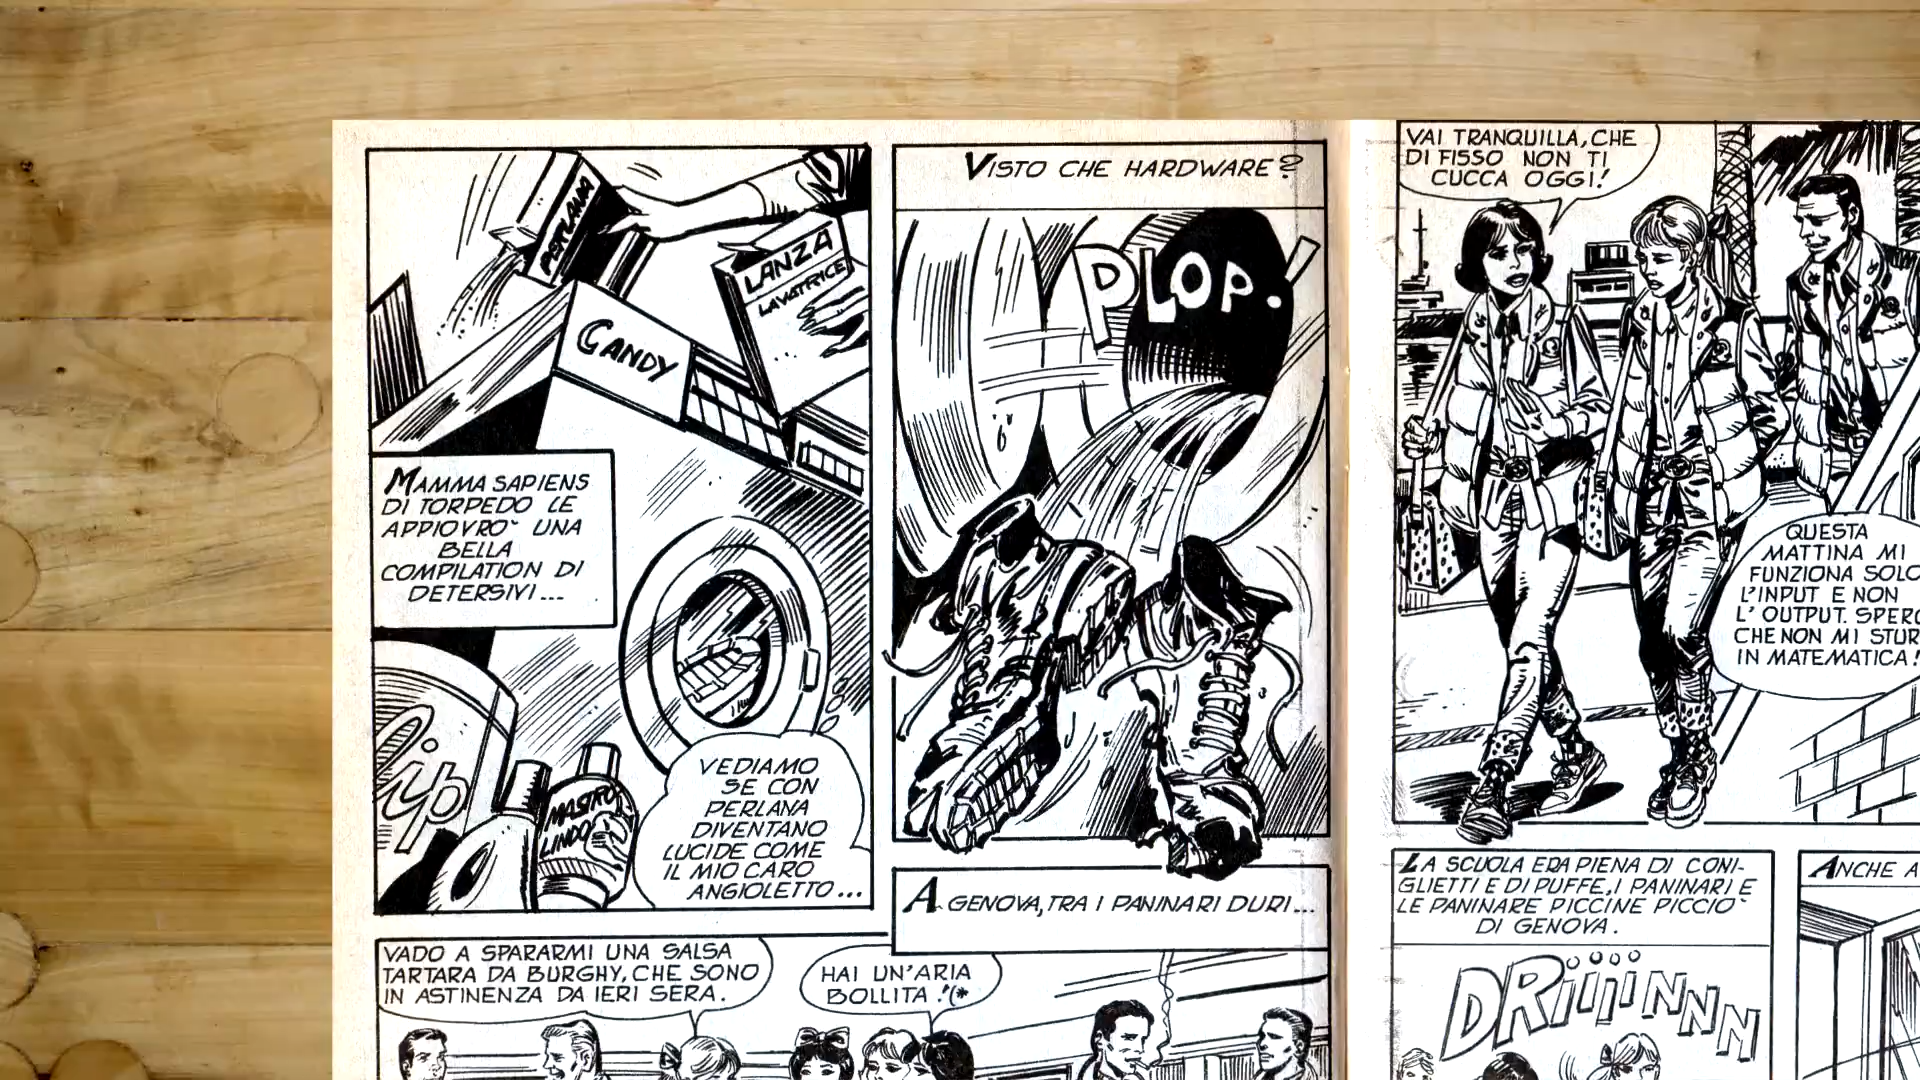 PERLANA
LANZA
LAVATRICE
CANDY
MAMMA SAPIENS
DI TORPEDO LE
APPIOVRO` UNA
BELLA
COMPILATION DI
DETERSIVI...
lip
MASTRO
LINDO
VEDIAMO
SE CON
PERLANA
DIVENTANO
LUCIDE COME
IL MIO CARO
ANGIOLETTO...
VISTO CHE HARDWARE?
PLOP!
A GENOVA, TRA I PANINARI DURI...
VADO A SPARARMI UNA SALSA
TARTARA DA BURGHY, CHE SONO
IN ASTINENZA DA IERI SERA.
HAI UN'ARIA
BOLLITA!(*
VAI TRANQUILLA, CHE
DI FISSO NON TI
CUCCA OGGI!
QUESTA
MATTINA MI
FUNZIONA SOLO
L'INPUT E NON
L'OUTPUT. SPERO
CHE NON MI STUR
IN MATEMATICA!
LA SCUOLA ERA PIENA DI CONI-
GLIETTI E DI PUFFE, I PANINARI E
LE PANINARE PICCINE PICCIO`
DI GENOVA.
DRIIIINNNN
ANCHE A